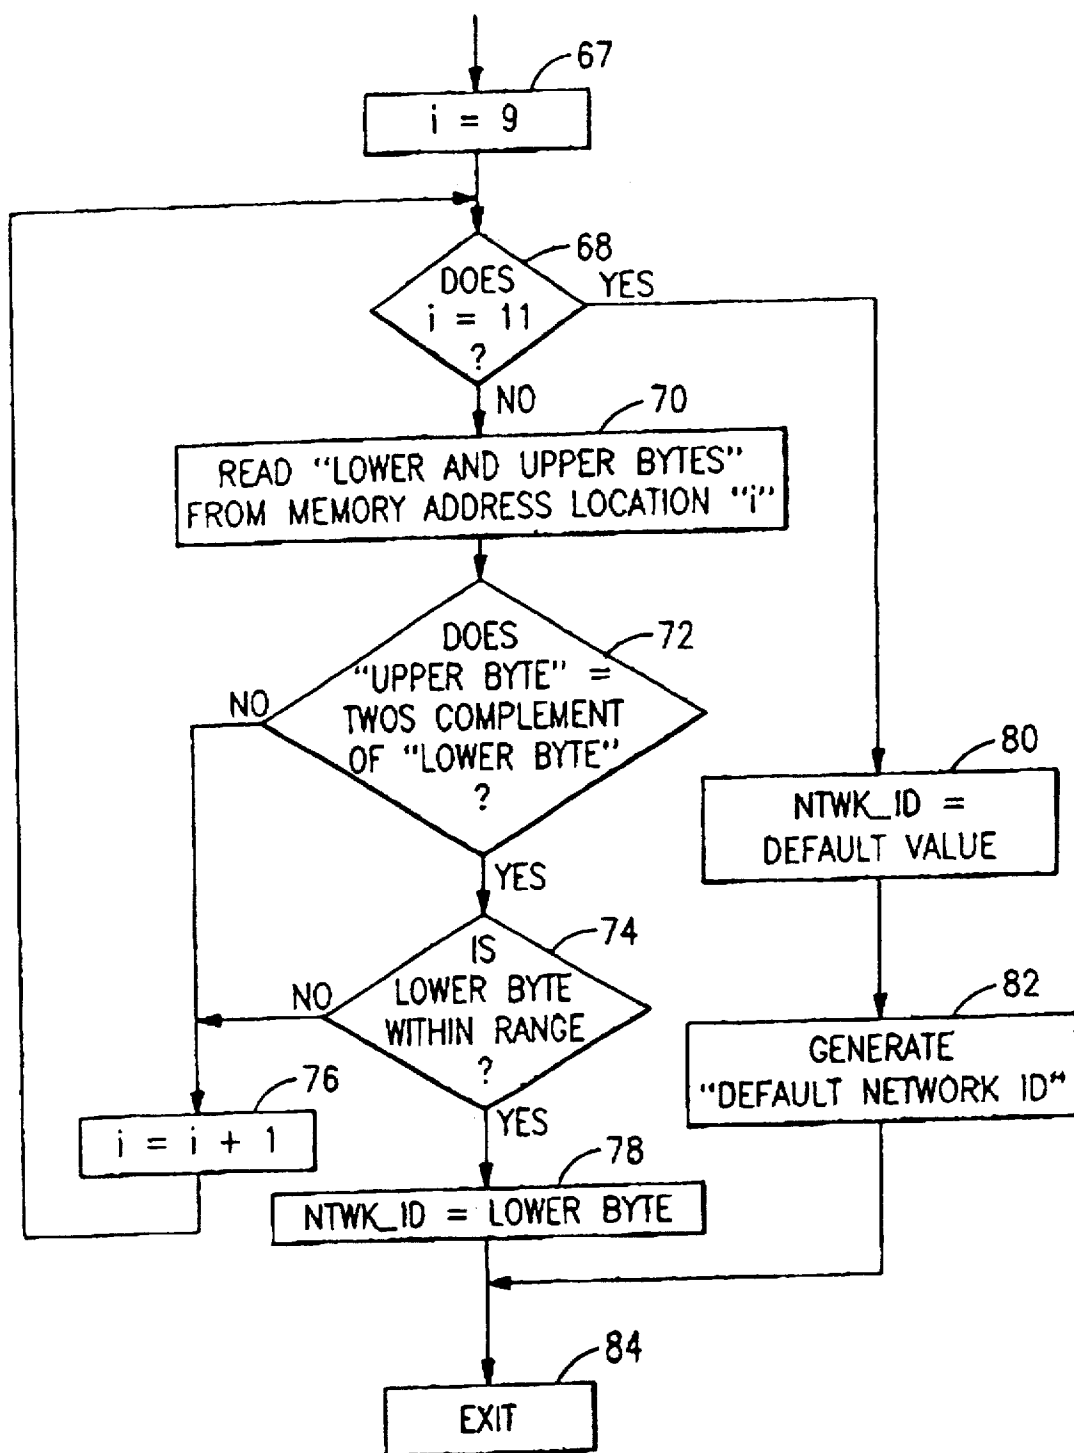 67
i = 9
68
DOES
i = 11
?
YES
NO
70
READ "LOWER AND UPPER BYTES"
FROM MEMORY ADDRESS LOCATION "i"
72
DOES
"UPPER BYTE" =
TWOS COMPLEMENT
OF "LOWER BYTE"
?
NO
YES
80
NTWK_ID =
DEFAULT VALUE
74
IS
LOWER BYTE
WITHIN RANGE
?
NO
YES
82
GENERATE
"DEFAULT NETWORK ID"
76
i = i + 1
78
NTWK_ID = LOWER BYTE
84
EXIT